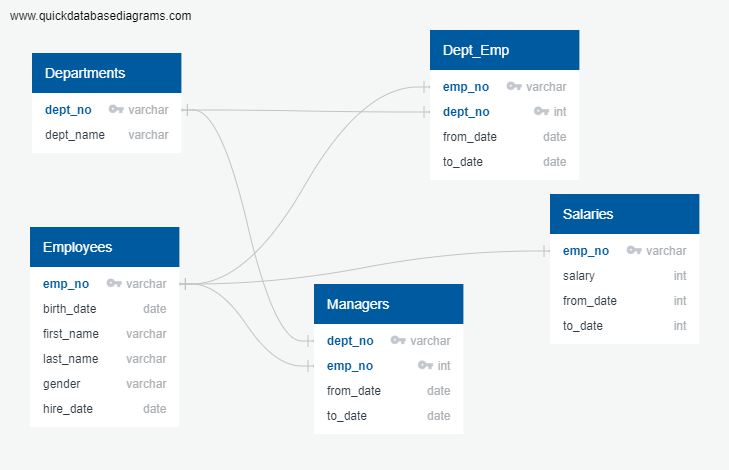 www.quickdatabasediagrams.com
Departments
dept_no varchar
dept_name varchar
Dept_Emp
emp_no varchar
dept_no int
from_date date
to_date date
Employees
emp_no varchar
birth_date date
first_name varchar
last_name varchar
gender varchar
hire_date date
Salaries
emp_no varchar
salary int
from_date int
to_date int
Managers
dept_no varchar
emp_no int
from_date date
to_date date